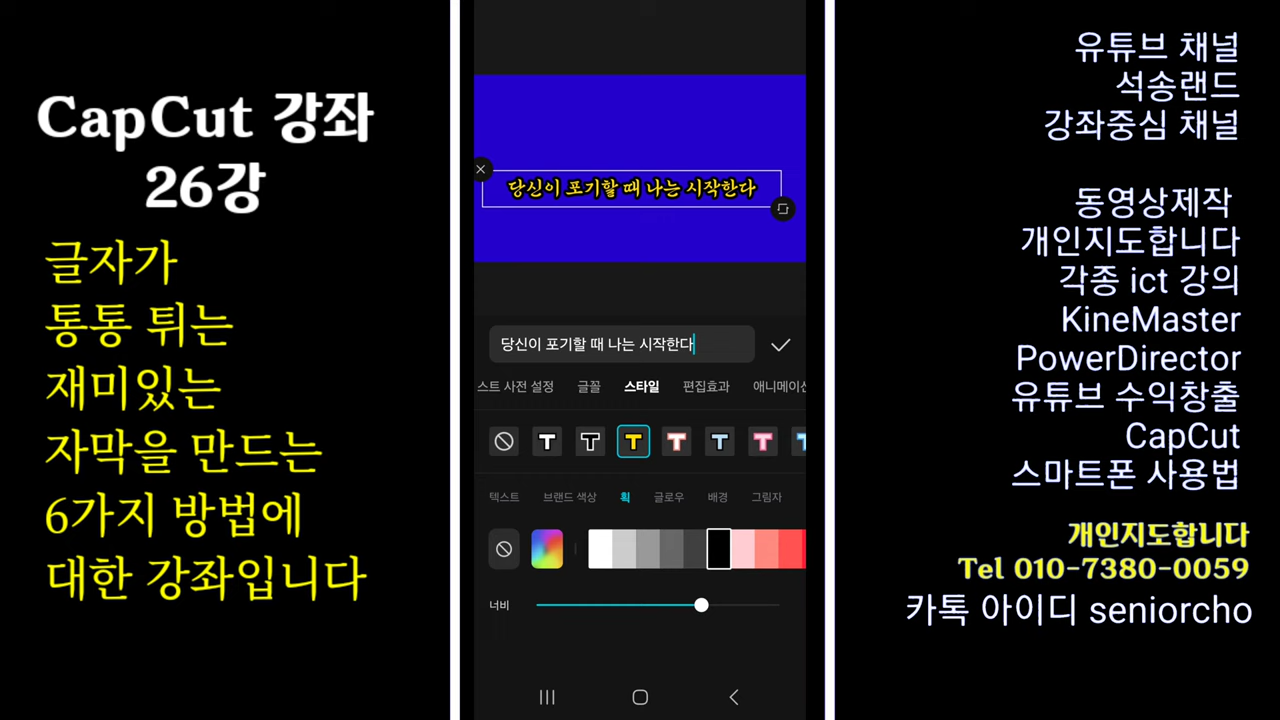 CapCut 강좌
26강
글자가
통통 튀는
재미있는
자막을 만드는
6가지 방법에
대한 강좌입니다
당신이 포기할 때 나는 시작한다
당신이 포기할 때 나는 시작한다
스트 사전 설정 글꼴 스타일 편집효과 애니메이션
T T T T T T T
텍스트 브랜드 색상 획 글로우 배경 그림자
너비
유튜브 채널
석송랜드
강좌중심 채널
동영상제작
개인지도합니다
각종 ict 강의
KineMaster
PowerDirector
유튜브 수익창출
CapCut
스마트폰 사용법
개인지도합니다
Tel 010-7380-0059
카톡 아이디 seniorcho